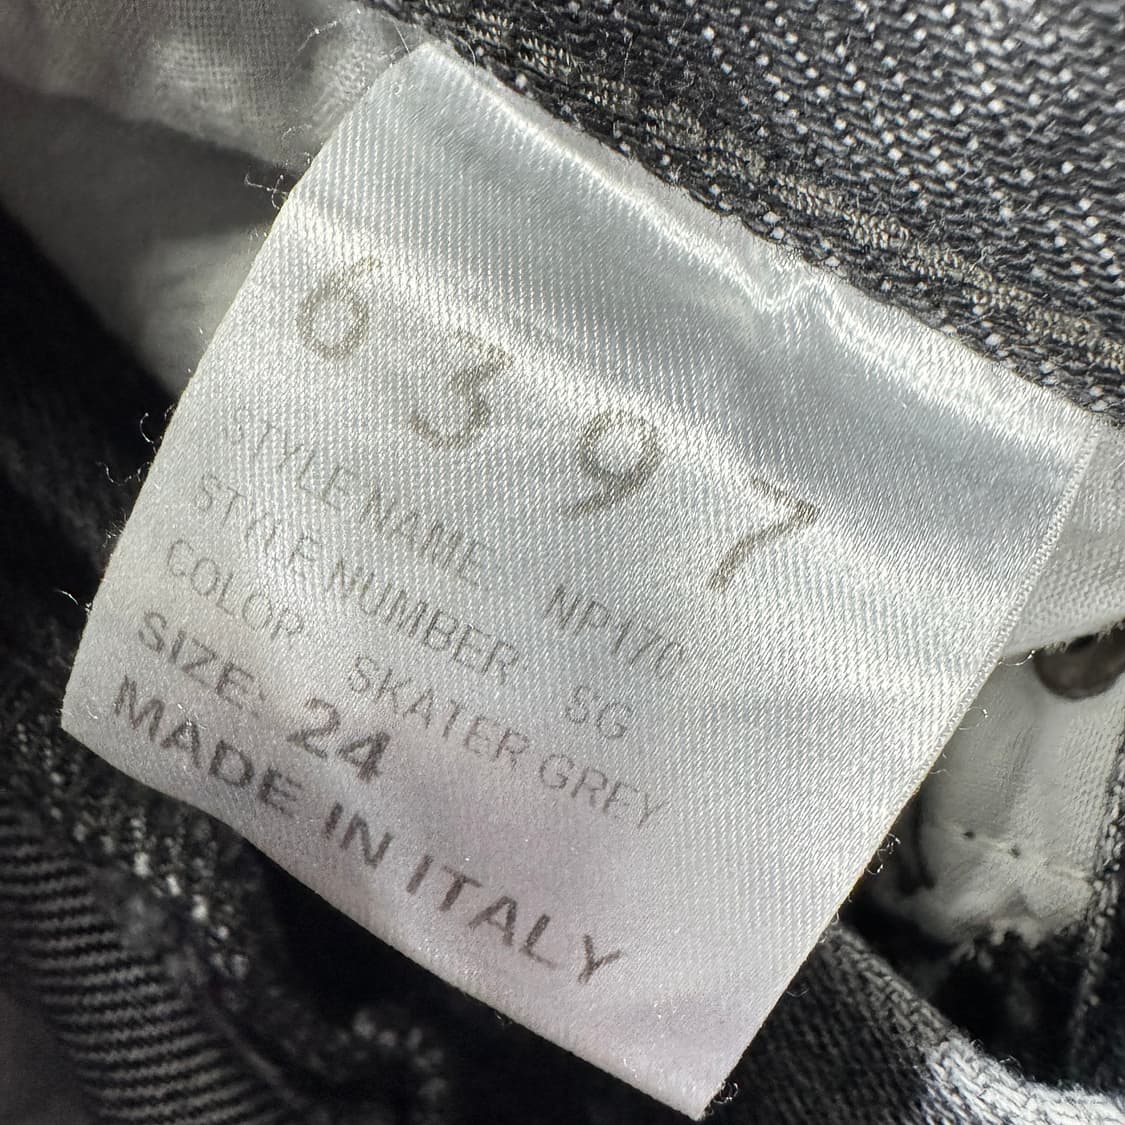 6397
STYLE NAME NP170
STYLE NUMBER SG
COLOR SKATER GREY
SIZE: 24
MADE IN ITALY